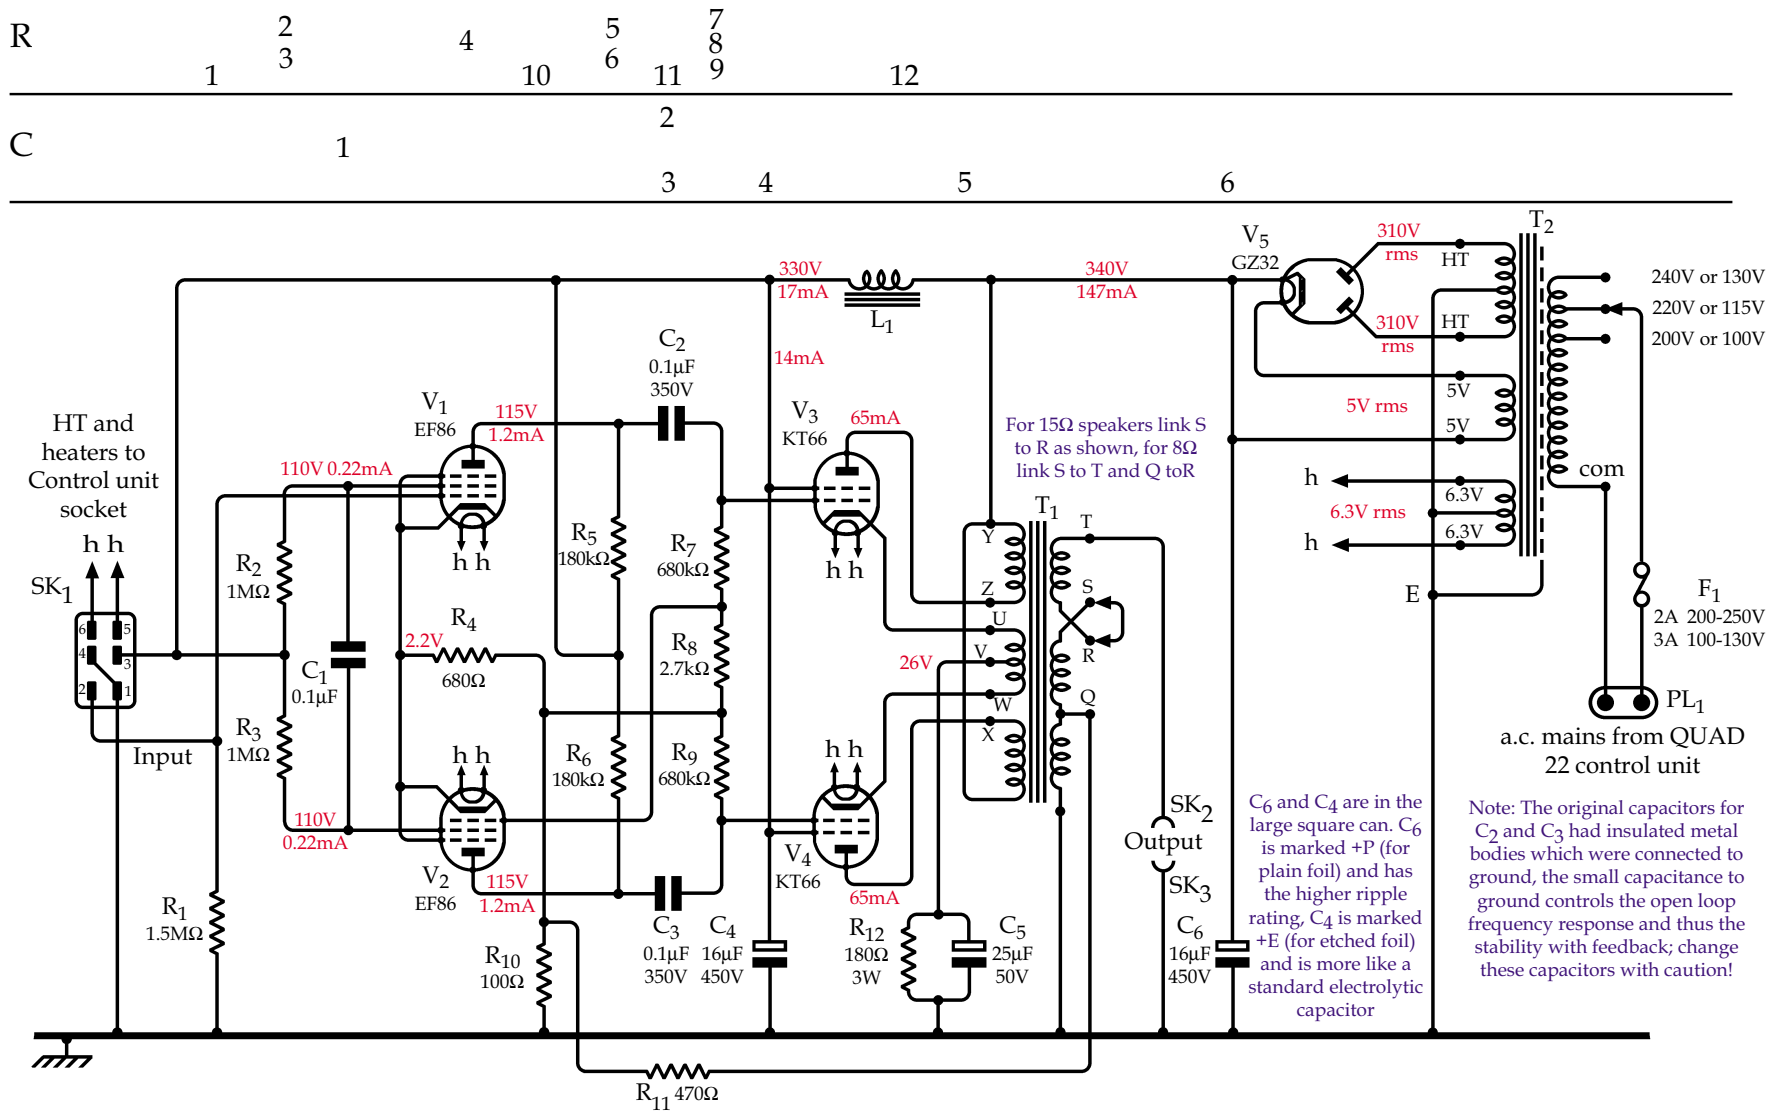 R
2
3
1
4
10
5
6
11
7
8
9
12
C
1
2
3
4
5
6
HT and
heaters to
Control unit
socket
h h
SK1
6
5
4
3
2
1
Input
R1
1.5MΩ
110V 0.22mA
R2
1MΩ
R3
1MΩ
C1
0.1µF
110V
0.22mA
V1
EF86
115V
1.2mA
h h
2.2V
R4
680Ω
h h
V2
EF86
115V
1.2mA
R10
100Ω
R5
180kΩ
R6
180kΩ
C2
0.1µF
350V
R7
680kΩ
R8
2.7kΩ
R9
680kΩ
C3
0.1µF
350V
C4
16µF
450V
R11 470Ω
330V
17mA
14mA
L1
340V
147mA
V3
KT66
65mA
h h
h h
V4
KT66
65mA
26V
R12
180Ω
3W
C5
25µF
50V
For 15Ω speakers link S
to R as shown, for 8Ω
link S to T and Q toR
T1
Y
Z
U
V
W
X
T
S
R
Q
SK2
Output
SK3
C6
16µF
450V
V5
GZ32
310V
rms
HT
310V
rms
HT
5V
5V rms
5V
h
6.3V
6.3V rms
h
6.3V
E
T2
240V or 130V
220V or 115V
200V or 100V
com
F1
2A 200-250V
3A 100-130V
PL1
a.c. mains from QUAD
22 control unit
C6 and C4 are in the
large square can. C6
is marked +P (for
plain foil) and has
the higher ripple
rating, C4 is marked
+E (for etched foil)
and is more like a
standard electrolytic
capacitor
Note: The original capacitors for
C2 and C3 had insulated metal
bodies which were connected to
ground, the small capacitance to
ground controls the open loop
frequency response and thus the
stability with feedback; change
these capacitors with caution!